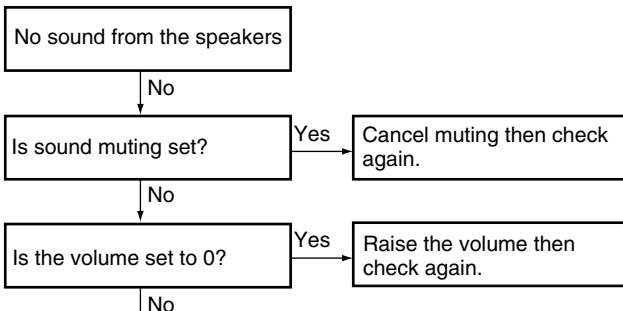 No sound from the speakers
No
Is sound muting set?
Yes
Cancel muting then check
again.
No
Is the volume set to 0?
Yes
Raise the volume then
check again.
No